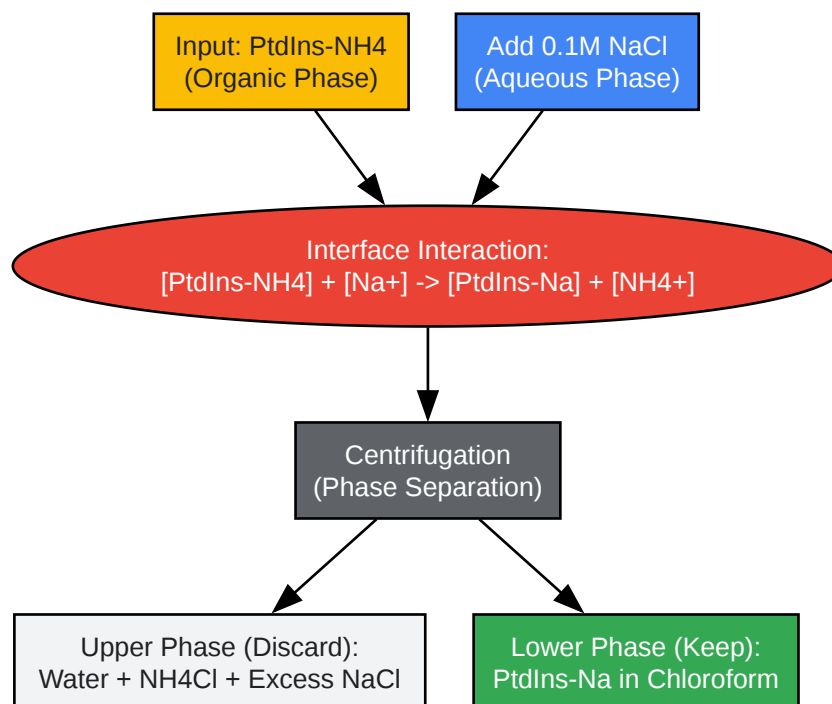 Input: PtdIns-NH4
(Organic Phase)
Add 0.1M NaCl
(Aqueous Phase)
Interface Interaction:
[PtdIns-NH4] + [Na+] -> [PtdIns-Na] + [NH4+]
Centrifugation
(Phase Separation)
Upper Phase (Discard):
Water + NH4Cl + Excess NaCl
Lower Phase (Keep):
PtdIns-Na in Chloroform